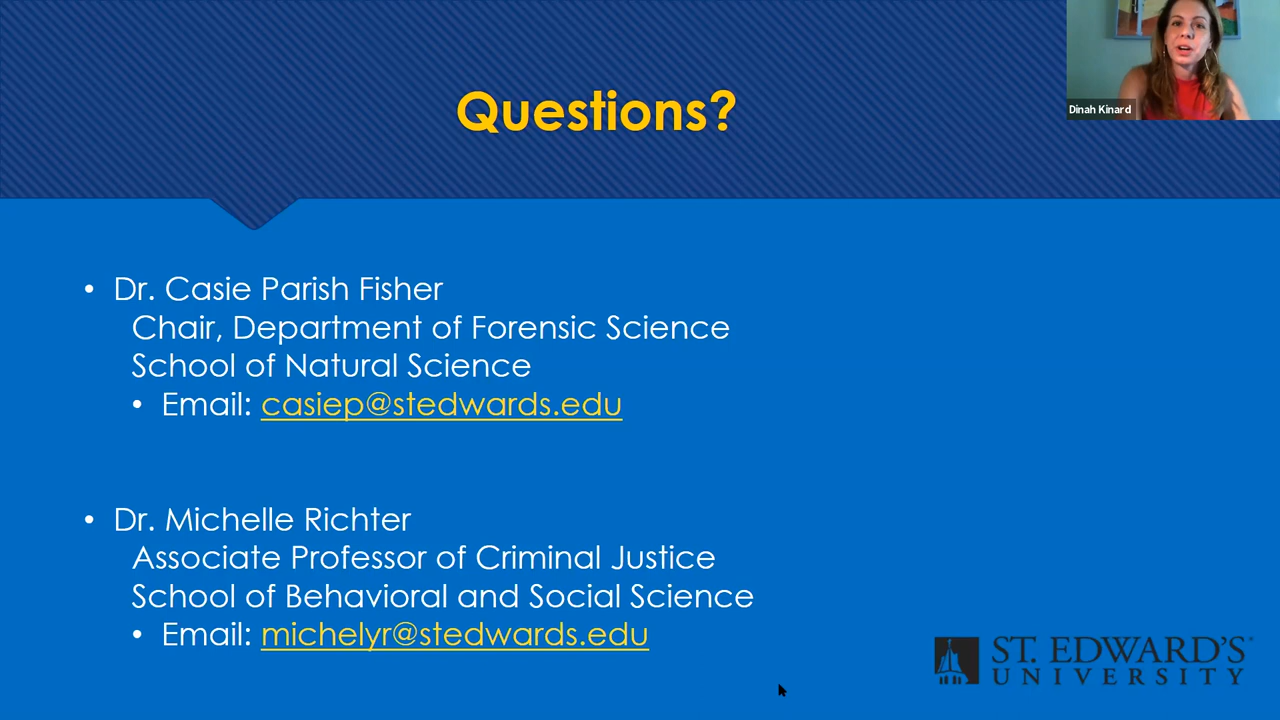 Questions?
Dinah Kinard
• Dr. Casie Parish Fisher
Chair, Department of Forensic Science
School of Natural Science
• Email: casiep@stedwards.edu
• Dr. Michelle Richter
Associate Professor of Criminal Justice
School of Behavioral and Social Science
• Email: michelyr@stedwards.edu
ST. EDWARD'S
UNIVERSITY